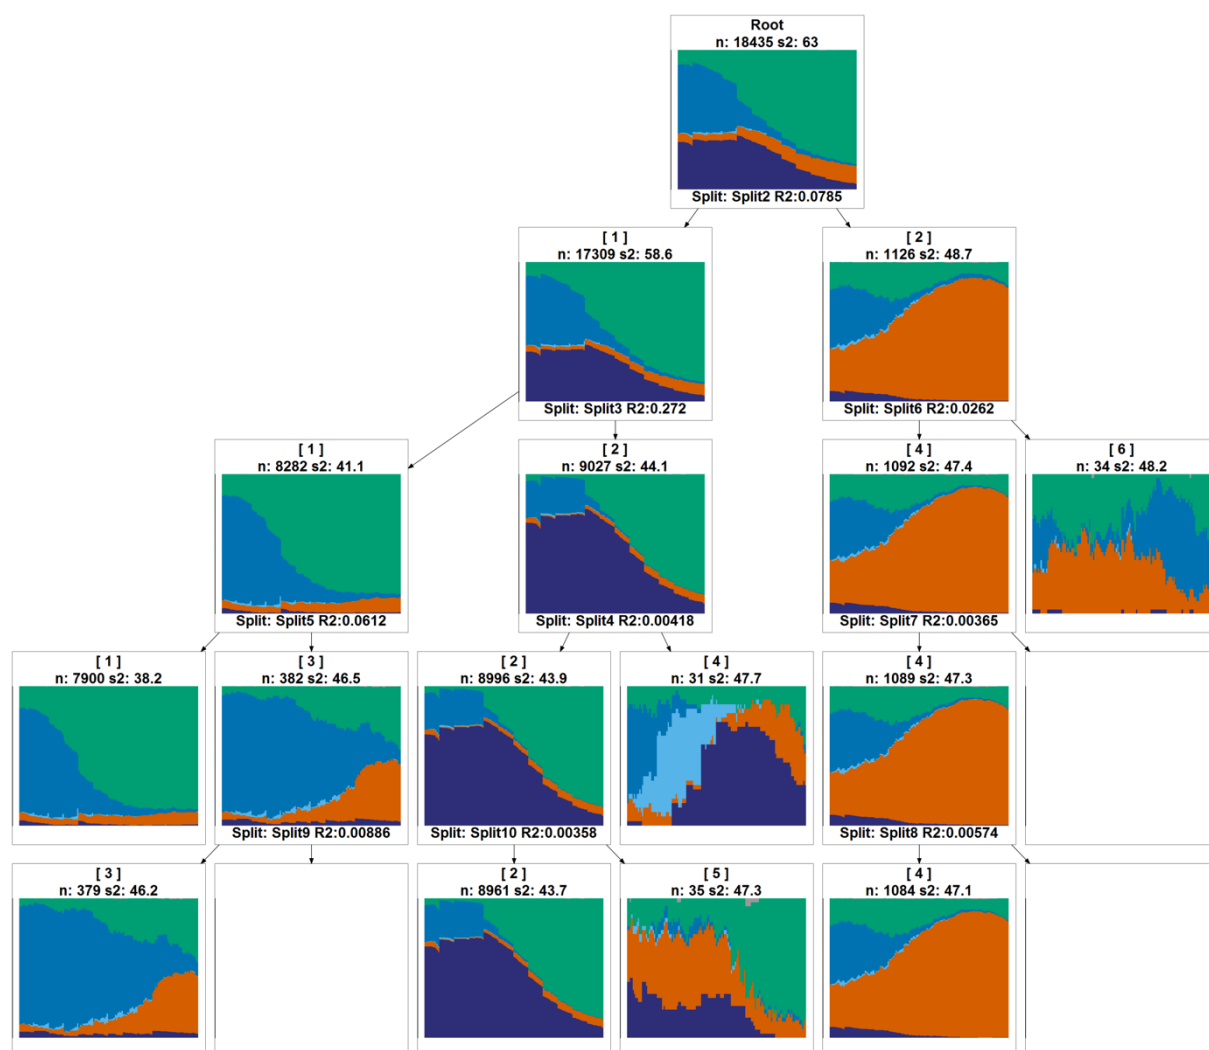 Root
n: 18435 s2: 63
Split: Split2 R2:0.0785
[ 1 ]
n: 17309 s2: 58.6
Split: Split3 R2:0.272
[ 2 ]
n: 1126 s2: 48.7
Split: Split6 R2:0.0262
[ 1 ]
n: 8282 s2: 41.1
Split: Split5 R2:0.0612
[ 2 ]
n: 9027 s2: 44.1
Split: Split4 R2:0.00418
[ 4 ]
n: 1092 s2: 47.4
Split: Split7 R2:0.00365
[ 6 ]
n: 34 s2: 48.2
[ 1 ]
n: 7900 s2: 38.2
[ 3 ]
n: 382 s2: 46.5
Split: Split9 R2:0.00886
[ 2 ]
n: 8996 s2: 43.9
Split: Split10 R2:0.00358
[ 4 ]
n: 31 s2: 47.7
[ 4 ]
n: 1089 s2: 47.3
Split: Split8 R2:0.00574
[ 3 ]
n: 379 s2: 46.2
[ 2 ]
n: 8961 s2: 43.7
[ 5 ]
n: 35 s2: 47.3
[ 4 ]
n: 1084 s2: 47.1